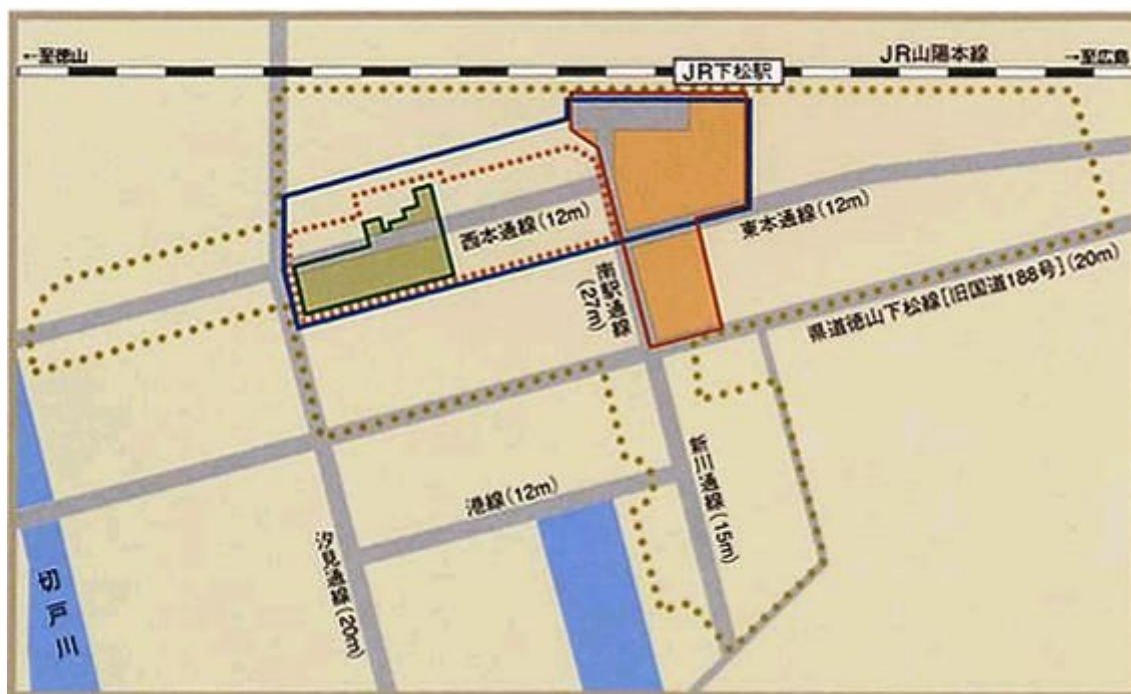 ←至徳山
JR山陽本線
→至広島
JR下松駅
西本通線(12m)
東本通線(12m)
南駅通線
(27m)
県道徳山下松線[旧国道188号](20m)
新川通線(15m)
港線(12m)
汐見通線(20m)
切戸川